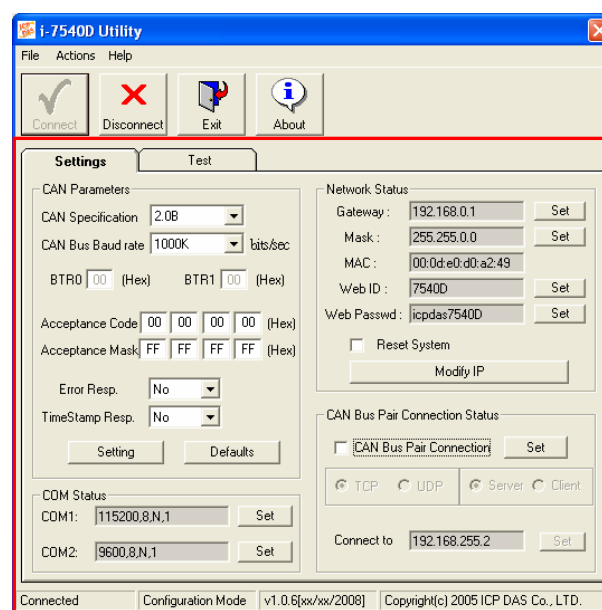 i-7540D Utility
File Actions Help
Connect Disconnect Exit About
Settings Test
CAN Parameters
CAN Specification 2.0B
CAN Bus Baud rate 1000K bits/sec
BTR0 00 (Hex) BTR1 00 (Hex)
Acceptance Code 00 00 00 00 (Hex)
Acceptance Mask FF FF FF FF (Hex)
Error Resp. No
TimeStamp Resp. No
Setting Defaults
COM Status
COM1: 115200,8,N,1 Set
COM2: 9600,8,N,1 Set
Network Status
Gateway : 192.168.0.1 Set
Mask : 255.255.0.0 Set
MAC : 00:0d:e0:d0:a2:49
Web ID : 7540D Set
Web Passwd : icpdas7540D Set
Reset System
Modify IP
CAN Bus Pair Connection Status
CAN Bus Pair Connection Set
TCP UDP Server Client
Connect to 192.168.255.2 Set
Connected Configuration Mode v1.0.6[xx/xx/2008] Copyright(c) 2005 ICP DAS Co., LTD.